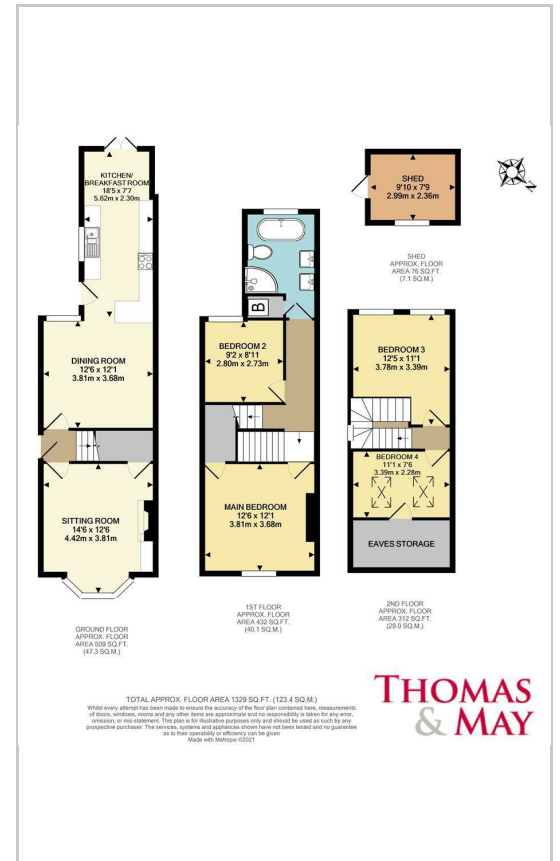 KITCHEN/
BREAKFAST ROOM
18'5 x 7'7
5.62m x 2.30m
DINING ROOM
12'6 x 12'1
3.81m x 3.68m
SITTING ROOM
14'6 x 12'6
4.42m x 3.81m
GROUND FLOOR
APPROX. FLOOR
AREA 509 SQ.FT.
(47.3 SQ.M.)
B
BEDROOM 2
9'2 x 8'11
2.80m x 2.73m
MAIN BEDROOM
12'6 x 12'1
3.81m x 3.68m
1ST FLOOR
APPROX. FLOOR
AREA 432 SQ.FT.
(40.1 SQ.M.)
SHED
9'10 x 7'9
2.99m x 2.36m
SHED
APPROX. FLOOR
AREA 76 SQ.FT.
(7.1 SQ.M.)
BEDROOM 3
12'5 x 11'1
3.78m x 3.39m
BEDROOM 4
11'1 x 7'6
3.39m x 2.28m
EAVES STORAGE
2ND FLOOR
APPROX. FLOOR
AREA 312 SQ.FT.
(29.0 SQ.M.)
TOTAL APPROX. FLOOR AREA 1329 SQ.FT. (123.4 SQ.M.)
Whilst every attempt has been made to ensure the accuracy of the floor plan contained here, measurements
of doors, windows, rooms and any other items are approximate and no responsibility is taken for any error,
omission, or mis-statement. This plan is for illustrative purposes only and should be used as such by any
prospective purchaser. The services, systems and appliances shown have not been tested and no guarantee
as to their operability or efficiency can be given
Made with Metropix ©2021
THOMAS
& MAY